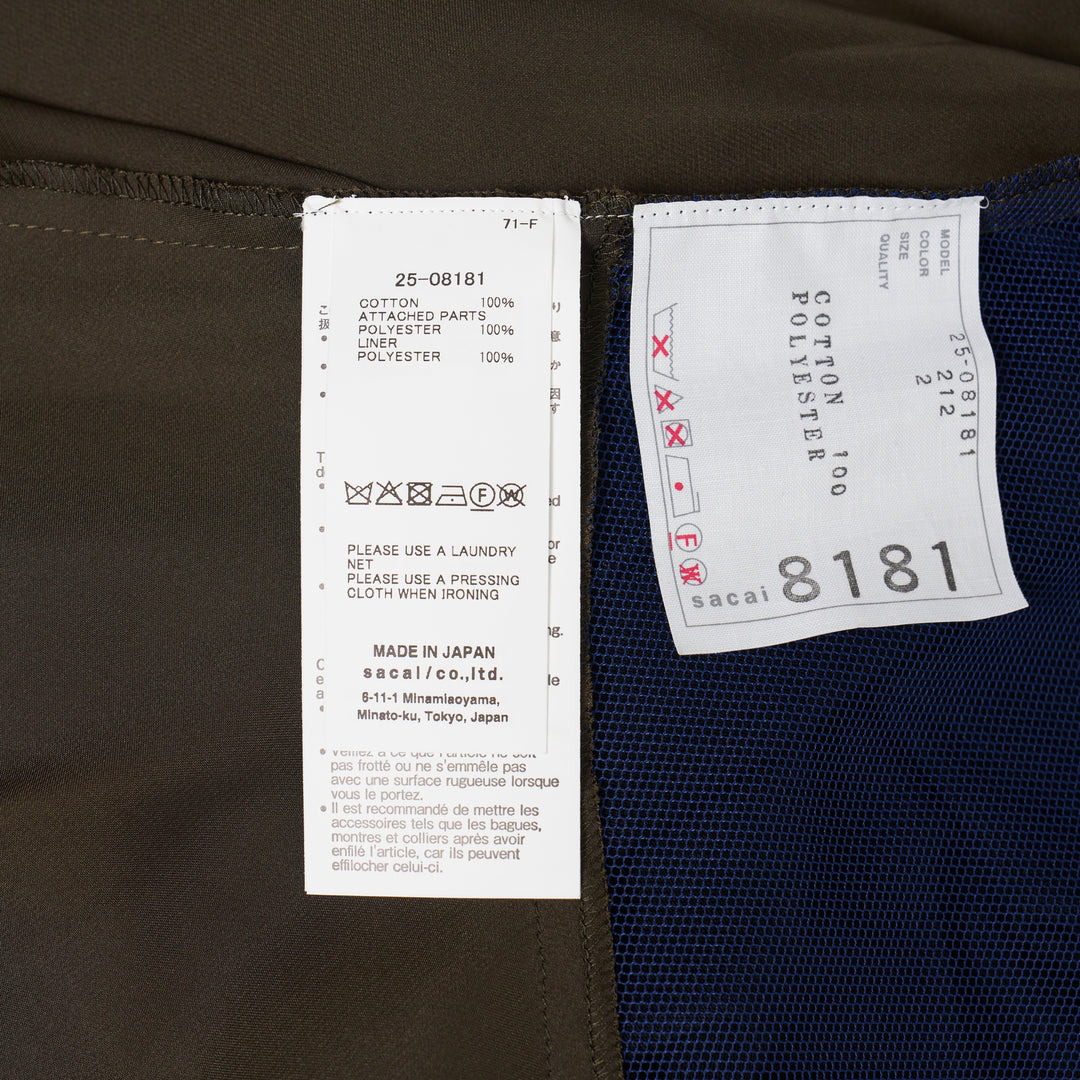 71-F
25-08181
COTTON 100%
ATTACHED PARTS
POLYESTER 100%
LINER
POLYESTER 100%
F W
PLEASE USE A LAUNDRY
NET
PLEASE USE A PRESSING
CLOTH WHEN IRONING
MADE IN JAPAN
sacai/co.,ltd.
6-11-1 Minamiaoyama,
Minato-ku, Tokyo, Japan
pas frotté ou ne s'emmêle pas
avec une surface rugueuse lorsque
vous le portez.
• Il est recommandé de mettre les
accessoires tels que les bagues,
montres et colliers après avoir
enfilé l'article, car ils peuvent
effilocher celui-ci.
MODEL 25-08181
COLOR 212
SIZE 2
QUALITY
COTTON 100
POLYESTER
F
W
sacai 8181